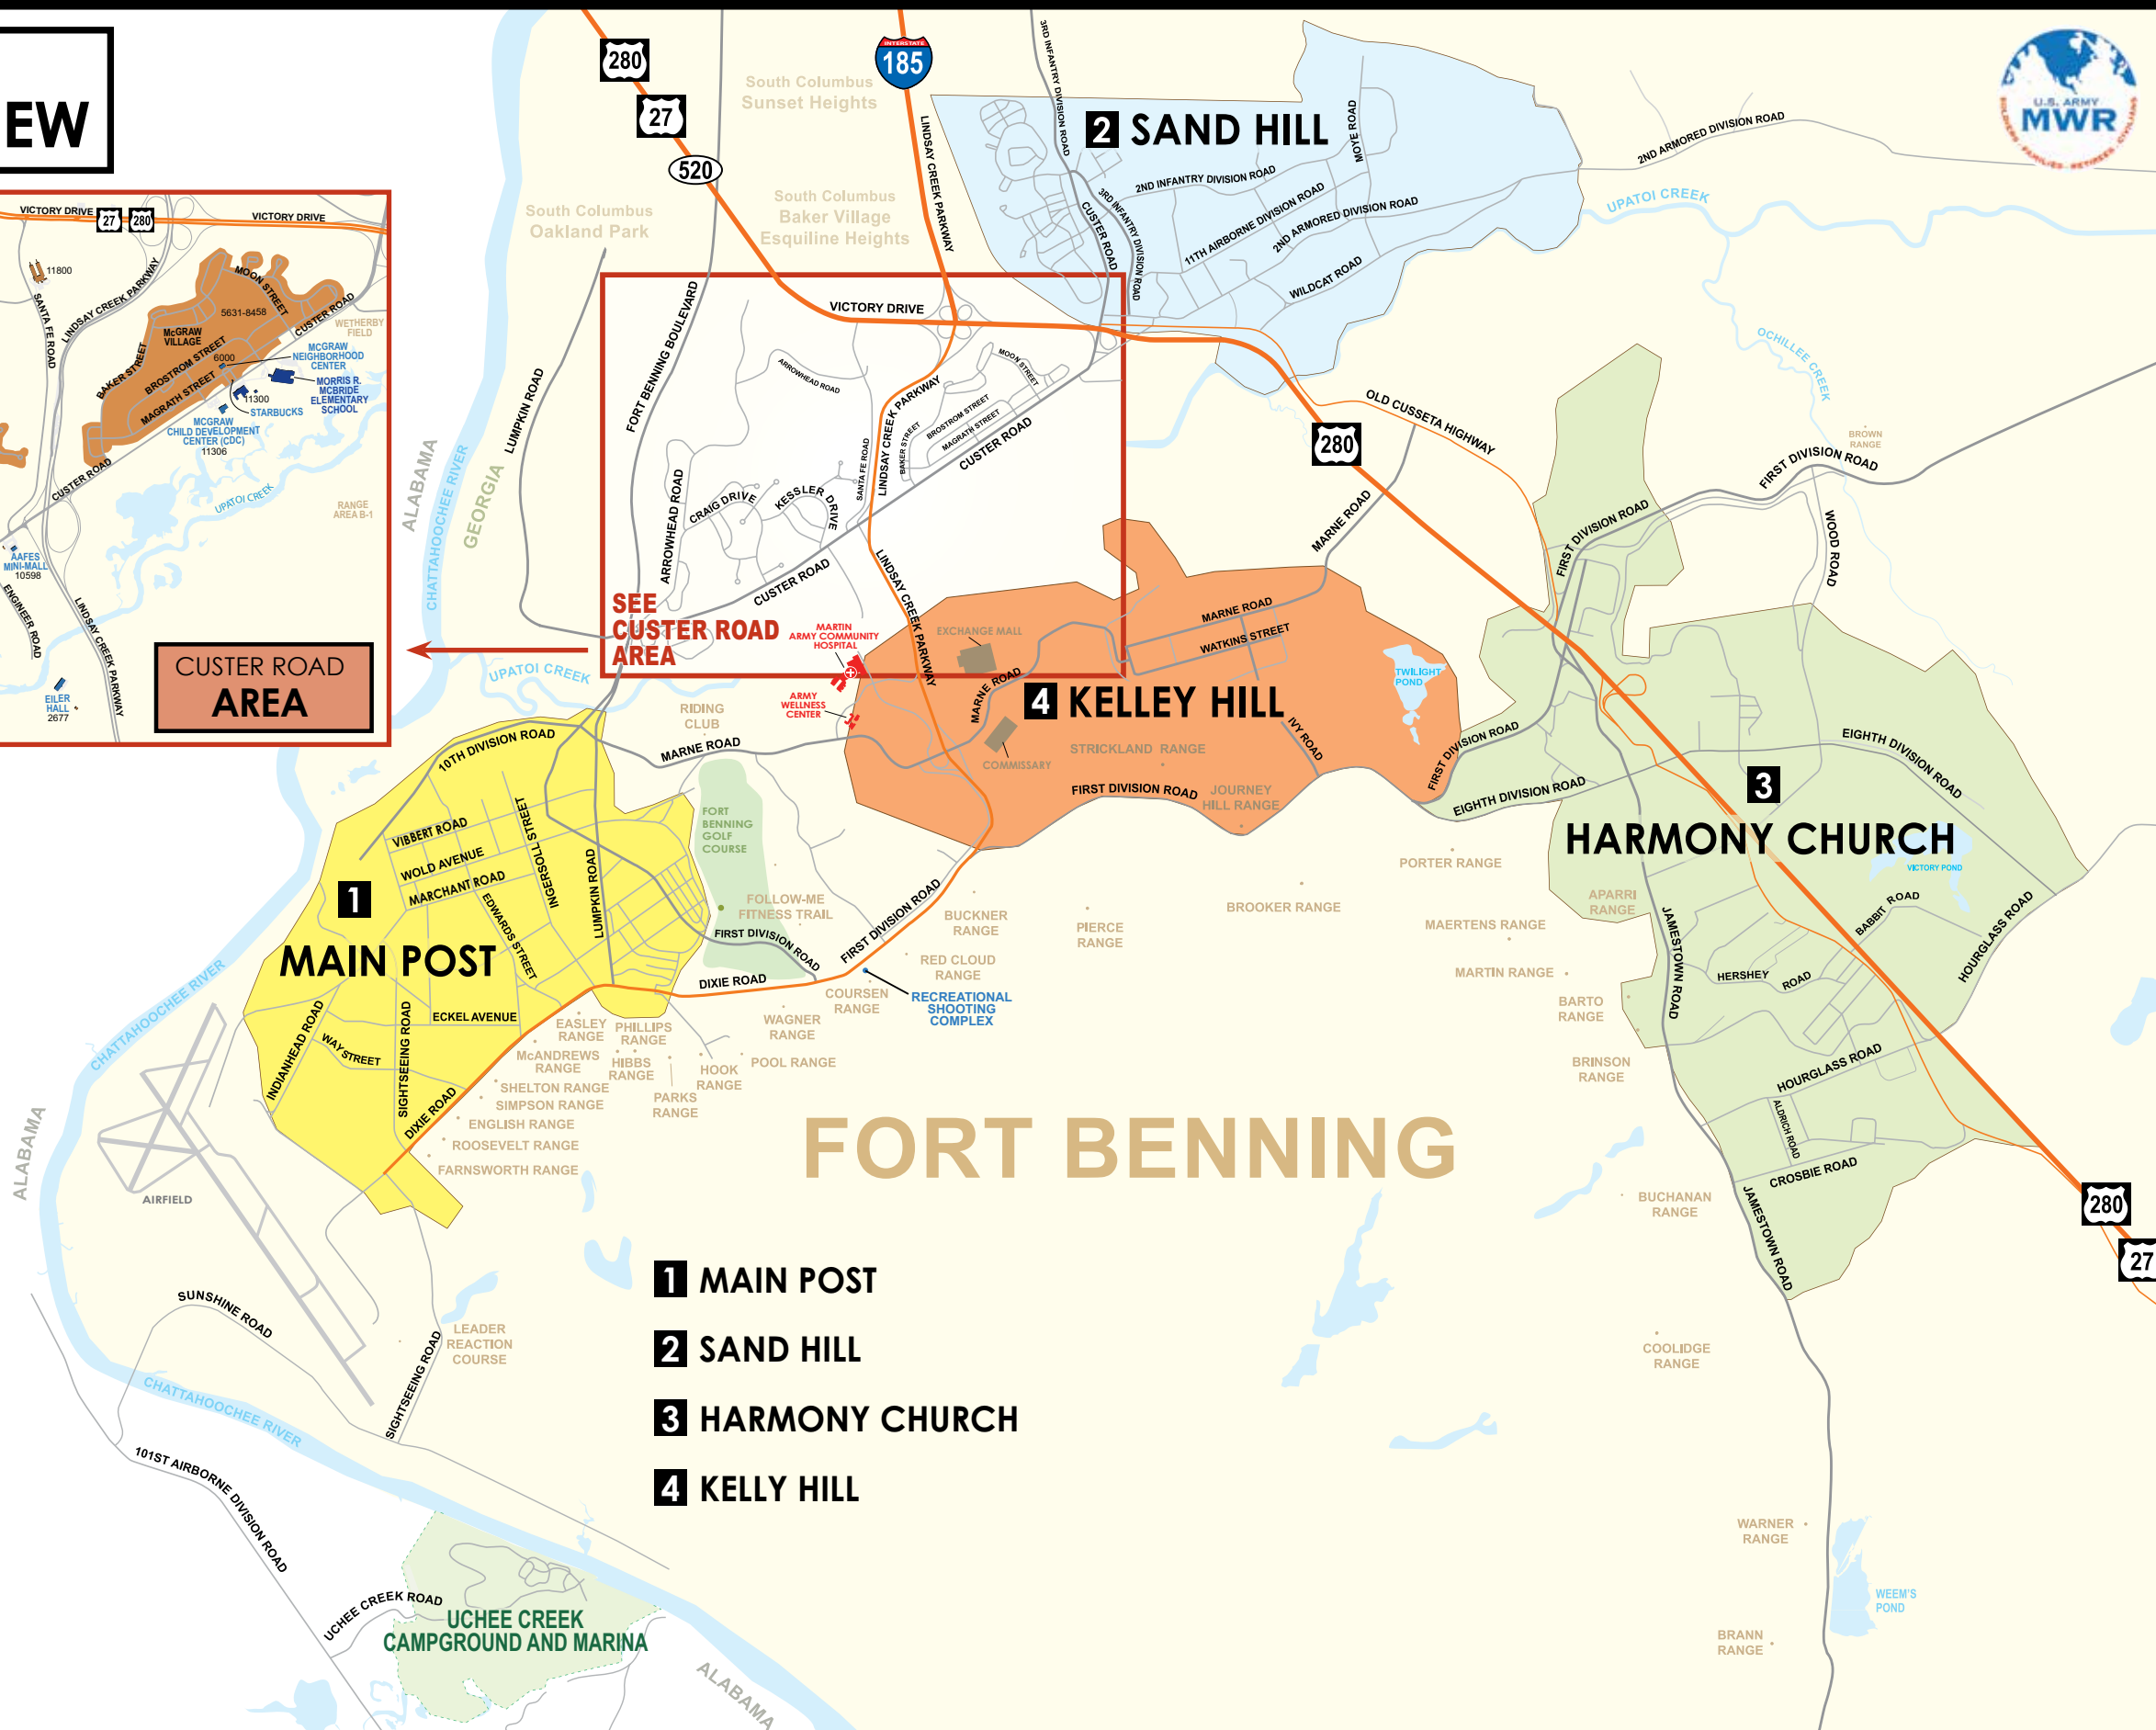 EW
VICTORY DRIVE
27
280
VICTORY DRIVE
11800
SANTA FE ROAD
LINDSAY CREEK PARKWAY
MOON STREET
5631-8458
CUSTER ROAD
WETHERBY
FIELD
McGRAW
VILLAGE
BAKER STREET
BROSTROM STREET
6000
MAGRATH STREET
MCGRAW
NEIGHBORHOOD
CENTER
MORRIS R.
MCBRIDE
ELEMENTARY
SCHOOL
11300
STARBUCKS
MCGRAW
CHILD DEVELOPMENT
CENTER (CDC)
11306
CUSTER ROAD
UPATOI CREEK
RANGE
AREA B-1
AAFES
MINI-MALL
10598
ENGINEER ROAD
LINDSAY CREEK PARKWAY
EILER
HALL
2677
CUSTER ROAD
AREA
280
27
520
INTERSTATE
185
South Columbus
Sunset Heights
South Columbus
Baker Village
Esquiline Heights
South Columbus
Oakland Park
LINDSAY CREEK PARKWAY
3RD INFANTRY DIVISION ROAD
2 SAND HILL
MOYE ROAD
2ND INFANTRY DIVISION ROAD
3RD INFANTRY DIVISION ROAD
CUSTER ROAD
11TH AIRBORNE DIVISION ROAD
2ND ARMORED DIVISION ROAD
WILDCAT ROAD
2ND ARMORED DIVISION ROAD
UPATOI CREEK
U.S. ARMY
MWR
SOLDIERS • FAMILIES • RETIREES • CIVILIANS
OCHILLEE CREEK
BROWN
RANGE
VICTORY DRIVE
FORT BENNING BOULEVARD
LUMPKIN ROAD
ALABAMA
CHATTAHOOCHEE RIVER
GEORGIA
ARROWHEAD ROAD
MOON STREET
LINDSAY CREEK PARKWAY
BAKER STREET
BROSTROM STREET
MAGRATH STREET
CUSTER ROAD
SANTA FE ROAD
ARROWHEAD ROAD
CRAIG DRIVE
KESSLER DRIVE
CUSTER ROAD
LINDSAY CREEK PARKWAY
SEE
CUSTER ROAD
AREA
MARTIN
ARMY COMMUNITY
HOSPITAL
ARMY
WELLNESS
CENTER
OLD CUSSETA HIGHWAY
280
MARNE ROAD
FIRST DIVISION ROAD
FIRST DIVISION ROAD
WOOD ROAD
EXCHANGE MALL
MARNE ROAD
WATKINS STREET
TWILIGHT
POND
4 KELLEY HILL
MARNE ROAD
IVY ROAD
STRICKLAND RANGE
COMMISSARY
FIRST DIVISION ROAD
JOURNEY
HILL RANGE
FIRST DIVISION ROAD
EIGHTH DIVISION ROAD
EIGHTH DIVISION ROAD
3
HARMONY CHURCH
VICTORY POND
UPATOI CREEK
RIDING
CLUB
MARNE ROAD
10TH DIVISION ROAD
FORT
BENNING
GOLF
COURSE
VIBBERT ROAD
WOLD AVENUE
MARCHANT ROAD
INGERSOLL STREET
EDWARDS STREET
LUMPKIN ROAD
1
MAIN POST
FOLLOW-ME
FITNESS TRAIL
FIRST DIVISION ROAD
FIRST DIVISION ROAD
DIXIE ROAD
BUCKNER
RANGE
RED CLOUD
RANGE
COURSEN
RANGE
RECREATIONAL
SHOOTING
COMPLEX
PIERCE
RANGE
BROOKER RANGE
PORTER RANGE
MAERTENS RANGE
MARTIN RANGE
APARRI
RANGE
BARTO
RANGE
BRINSON
RANGE
JAMESTOWN ROAD
BABBIT ROAD
HOURGLASS ROAD
HERSHEY ROAD
HOURGLASS ROAD
ALDRICH ROAD
CROSBIE ROAD
JAMESTOWN ROAD
280
27
CHATTAHOOCHEE RIVER
INDIANHEAD ROAD
WAY STREET
SIGHTSEEING ROAD
ECKEL AVENUE
DIXIE ROAD
EASLEY
RANGE
PHILLIPS
RANGE
McANDREWS
RANGE
HIBBS
RANGE
WAGNER
RANGE
POOL RANGE
HOOK
RANGE
PARKS
RANGE
SHELTON RANGE
SIMPSON RANGE
ENGLISH RANGE
ROOSEVELT RANGE
FARNSWORTH RANGE
FORT BENNING
ALABAMA
AIRFIELD
BUCHANAN
RANGE
COOLIDGE
RANGE
1 MAIN POST
2 SAND HILL
3 HARMONY CHURCH
4 KELLY HILL
SUNSHINE ROAD
LEADER
REACTION
COURSE
SIGHTSEEING ROAD
CHATTAHOOCHEE RIVER
101ST AIRBORNE DIVISION ROAD
UCHEE CREEK ROAD
UCHEE CREEK
CAMPGROUND AND MARINA
ALABAMA
WARNER
RANGE
WEEM'S
POND
BRANN
RANGE